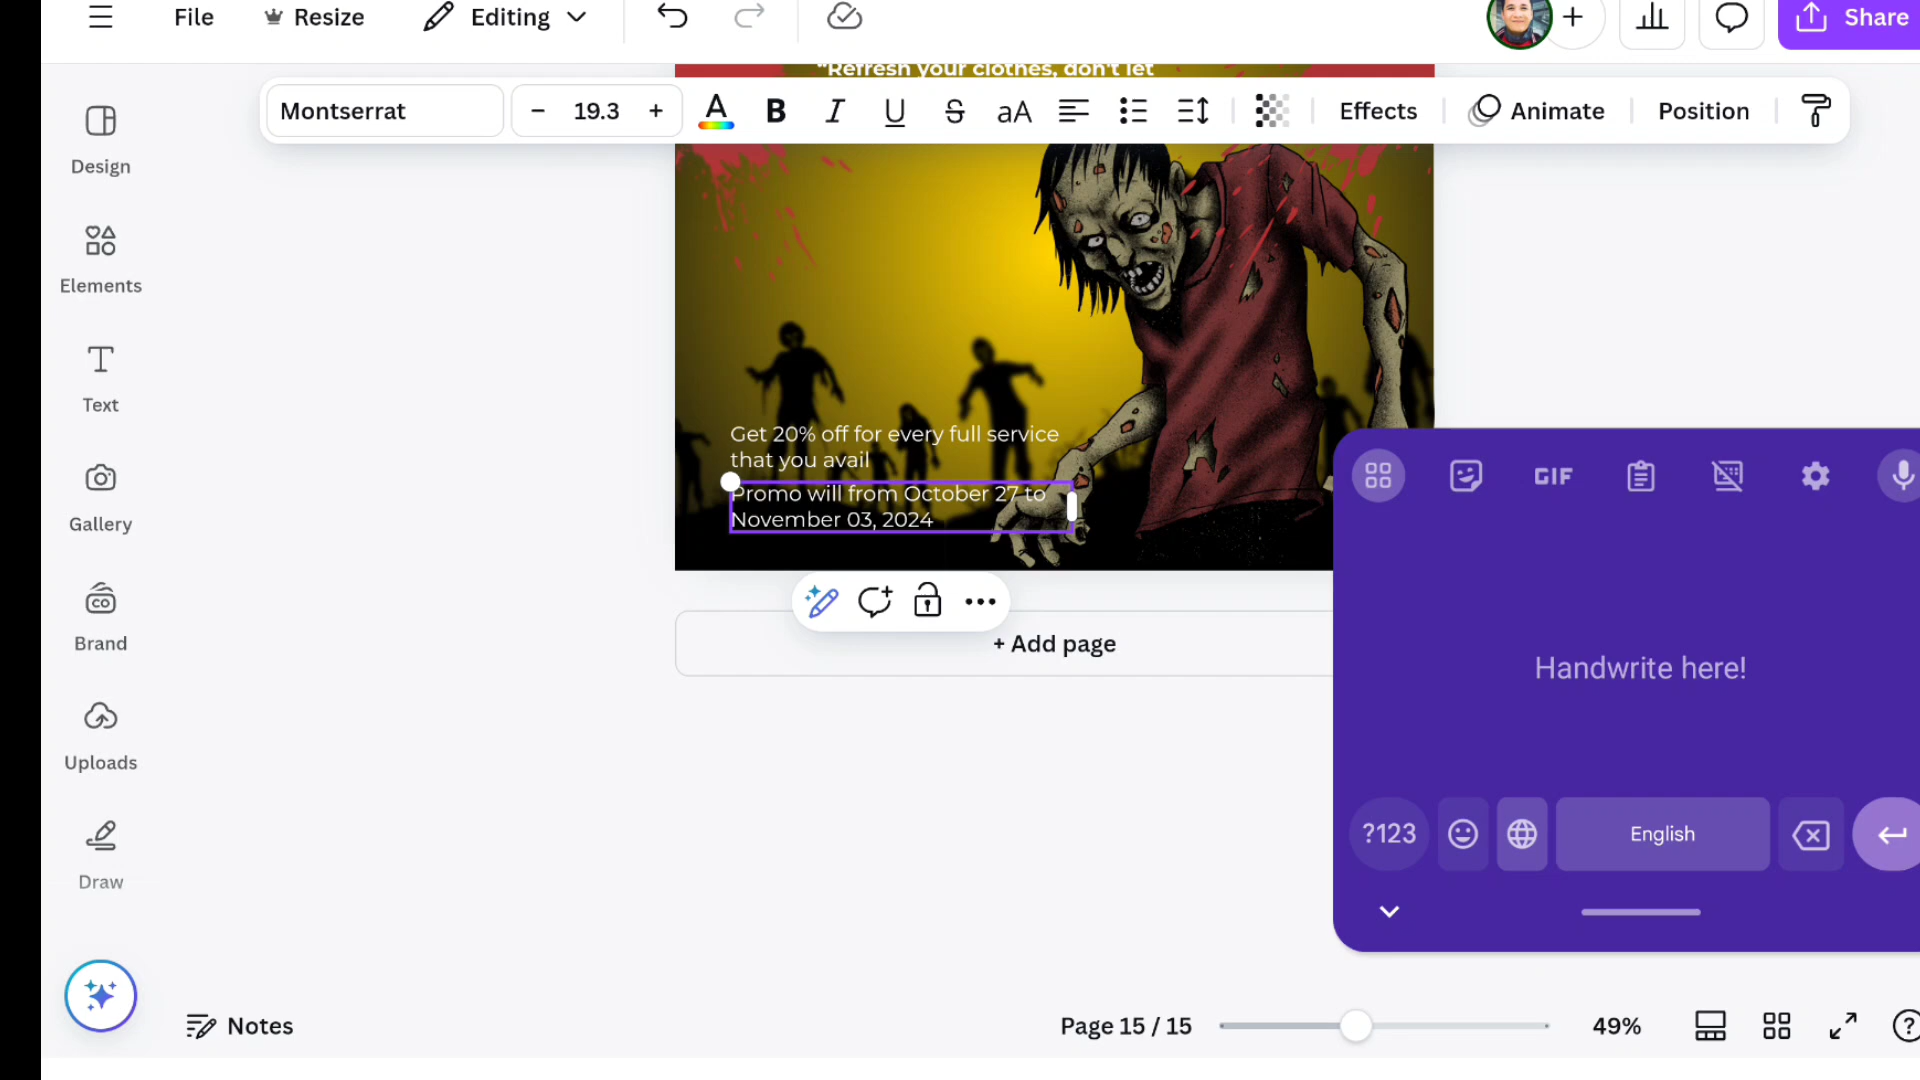 File Resize Editing Share
"Refresh your clothes, don't let
Montserrat 19.3 A B I U S aA Effects Animate Position
Design
Elements
Text
Gallery
CO
Brand
Uploads
Draw
Get 20% off for every full service
that you avail
Promo will from October 27 to
November 03, 2024
+ Add page
GIF
Handwrite here!
?123 English
Notes Page 15 / 15 49%